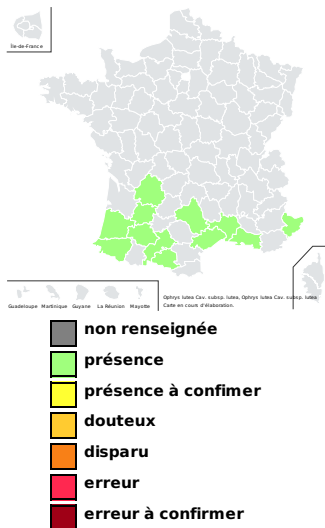 Île-de-France
Ophrys lutea Cav. subsp. lutea, Ophrys lutea Cav. subsp. lutea
Carte en cours d'élaboration.
Guadeloupe Martinique Guyane La Réunion Mayotte
non renseignée
présence
présence à confimer
douteux
disparu
erreur
erreur à confirmer